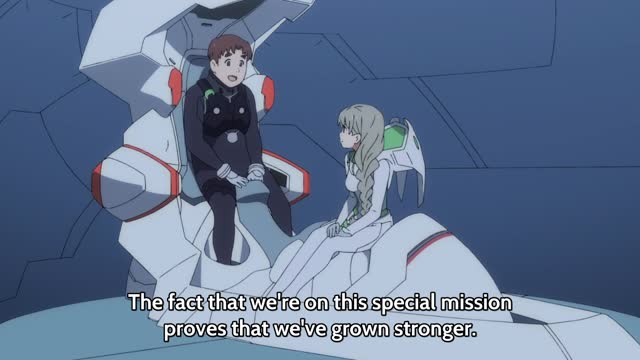 The fact that we're on this special mission
proves that we've grown stronger.